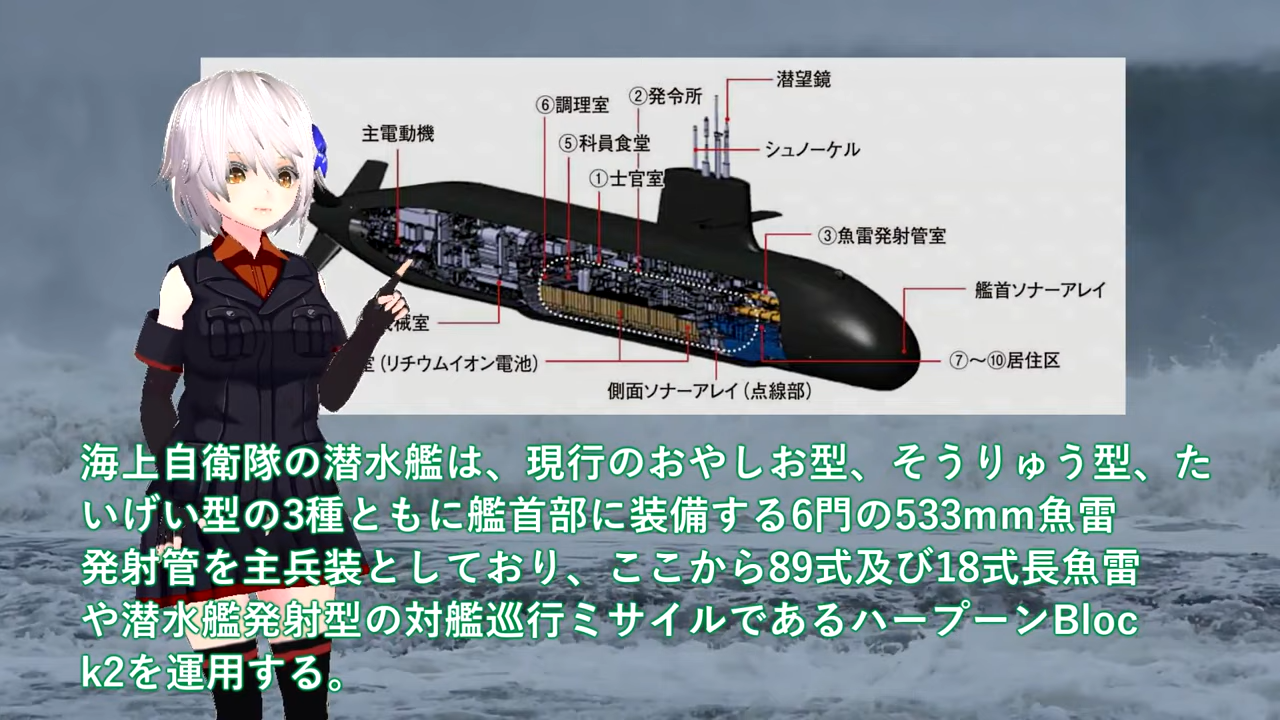 潜望鏡
②発令所
⑥調理室
主電動機
⑤科員食堂
シュノーケル
①士官室
③魚雷発射管室
艦首ソナーアレイ
械室
室(リチウムイオン電池)
⑦〜⑩居住区
側面ソナーアレイ(点線部)
海上自衛隊の潜水艦は、現行のおやしお型、そうりゅう型、た
いげい型の3種ともに艦首部に装備する6門の533mm魚雷
発射管を主兵装としており、ここから89式及び18式長魚雷
や潜水艦発射型の対艦巡行ミサイルであるハープーンBloc
k2を運用する。